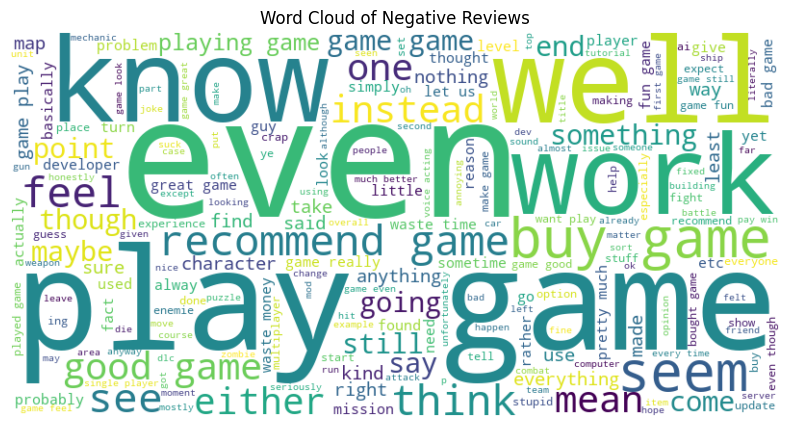 Word Cloud of Negative Reviews
map problem playing game game game end player tutorial top
mechanic unit basically game play know one thought nothing well level ai give ship fun game first game bad game
game look game great simply oh set seen let us expect game still way making game fun literally
part joke make instead title world
place turn guy crap although second something dev sound almost issue someone yet far
gun point developer even look people reason work least
suck case put ye great game much better little annoying make game help fixed building fight especially
honestly except often using looking voice acting want play already battle recommend pay win
feel though experience find said take waste time matter
actually maybe guess given recommend game overall car buy game sort stuff ok everyone
played game weapon sure used nice character game really change sometime game good etc
leave fact alway enemie done puzzle mod anything game even option felt
ing die move course multiplayer hit example going found need unfortunately bad happen go left rather fine pretty much made bought game show friend opinion
may area anyway dlc waste money still tell use every time even though
play game
good game zombie start run kind attack say computer everything seem buy
single player got moment seriously right p combat team stupid item hope come server update
probably mostly game feel see either mission think mean